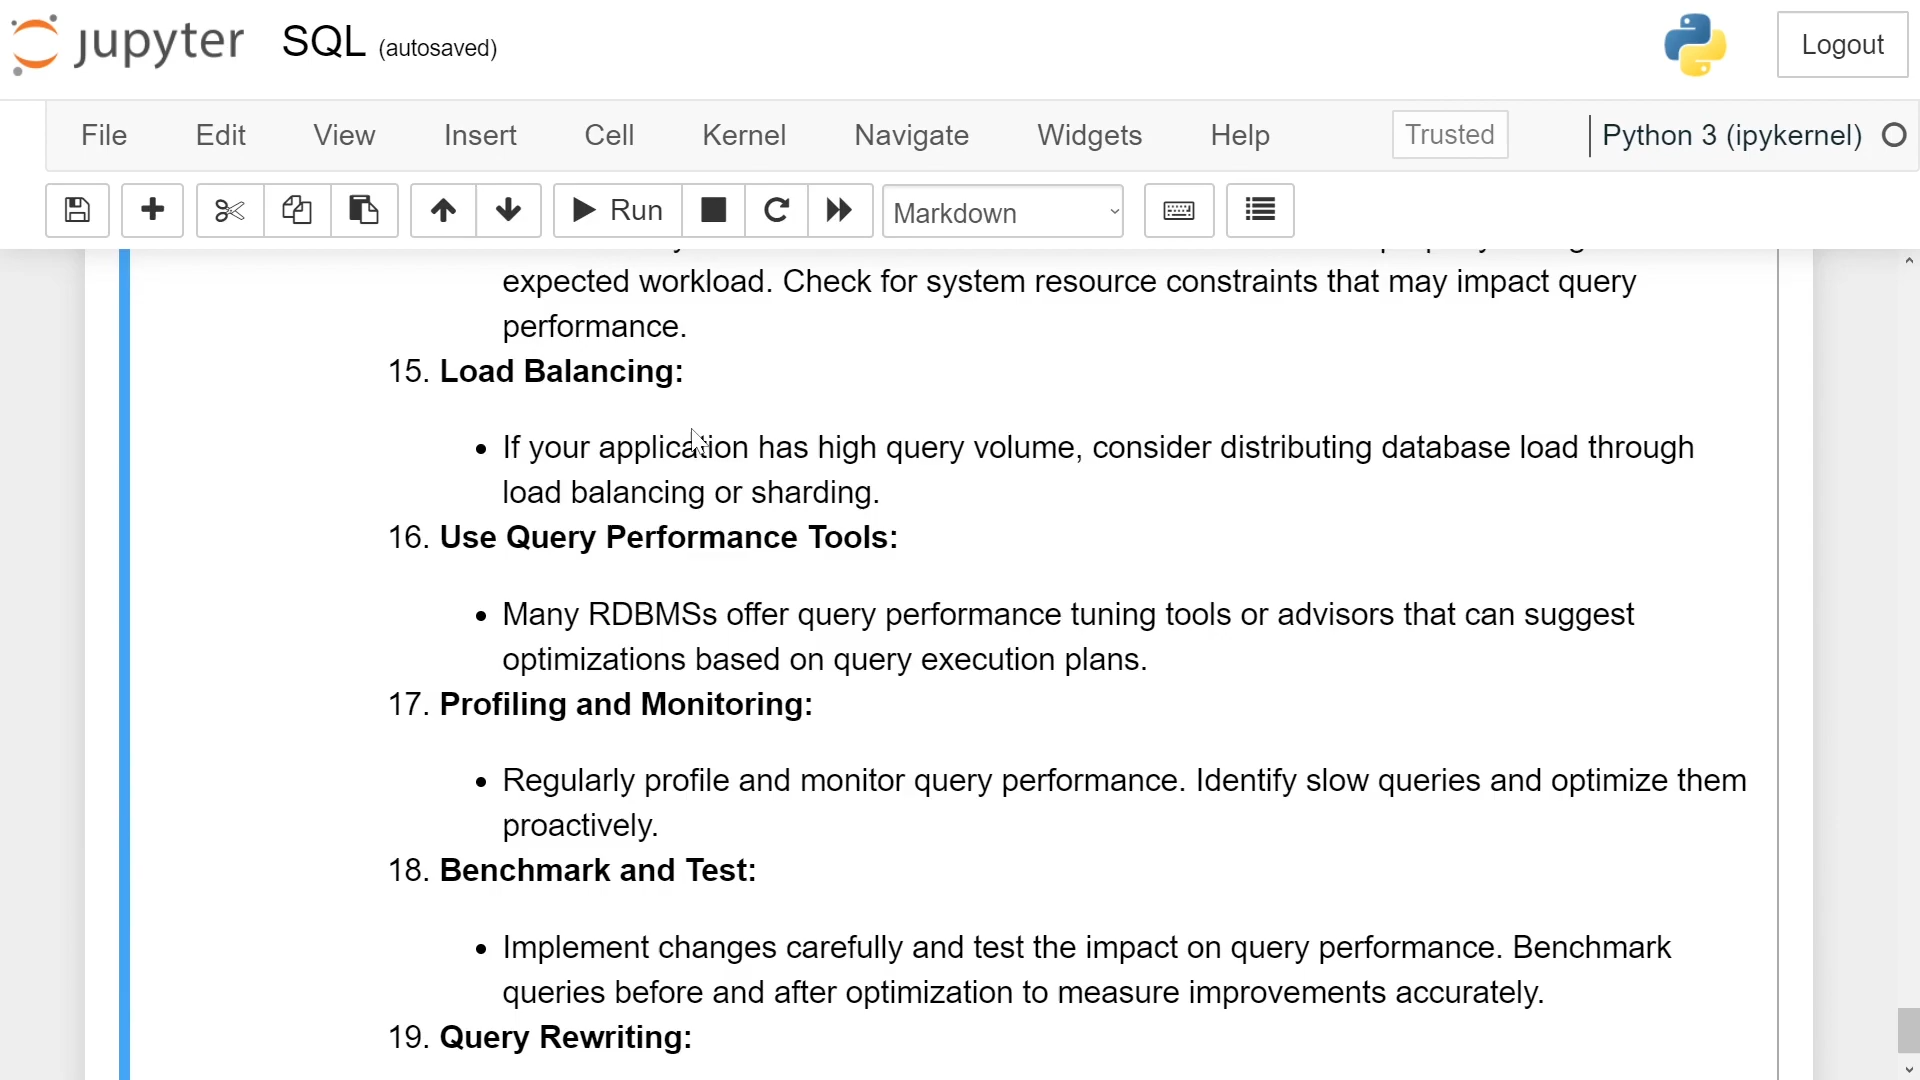 jupyter SQL (autosaved) Logout
File Edit View Insert Cell Kernel Navigate Widgets Help Trusted Python 3 (ipykernel)
Run Markdown
expected workload. Check for system resource constraints that may impact query
performance.
15. Load Balancing:
• If your application has high query volume, consider distributing database load through
load balancing or sharding.
16. Use Query Performance Tools:
• Many RDBMSs offer query performance tuning tools or advisors that can suggest
optimizations based on query execution plans.
17. Profiling and Monitoring:
• Regularly profile and monitor query performance. Identify slow queries and optimize them
proactively.
18. Benchmark and Test:
• Implement changes carefully and test the impact on query performance. Benchmark
queries before and after optimization to measure improvements accurately.
19. Query Rewriting: